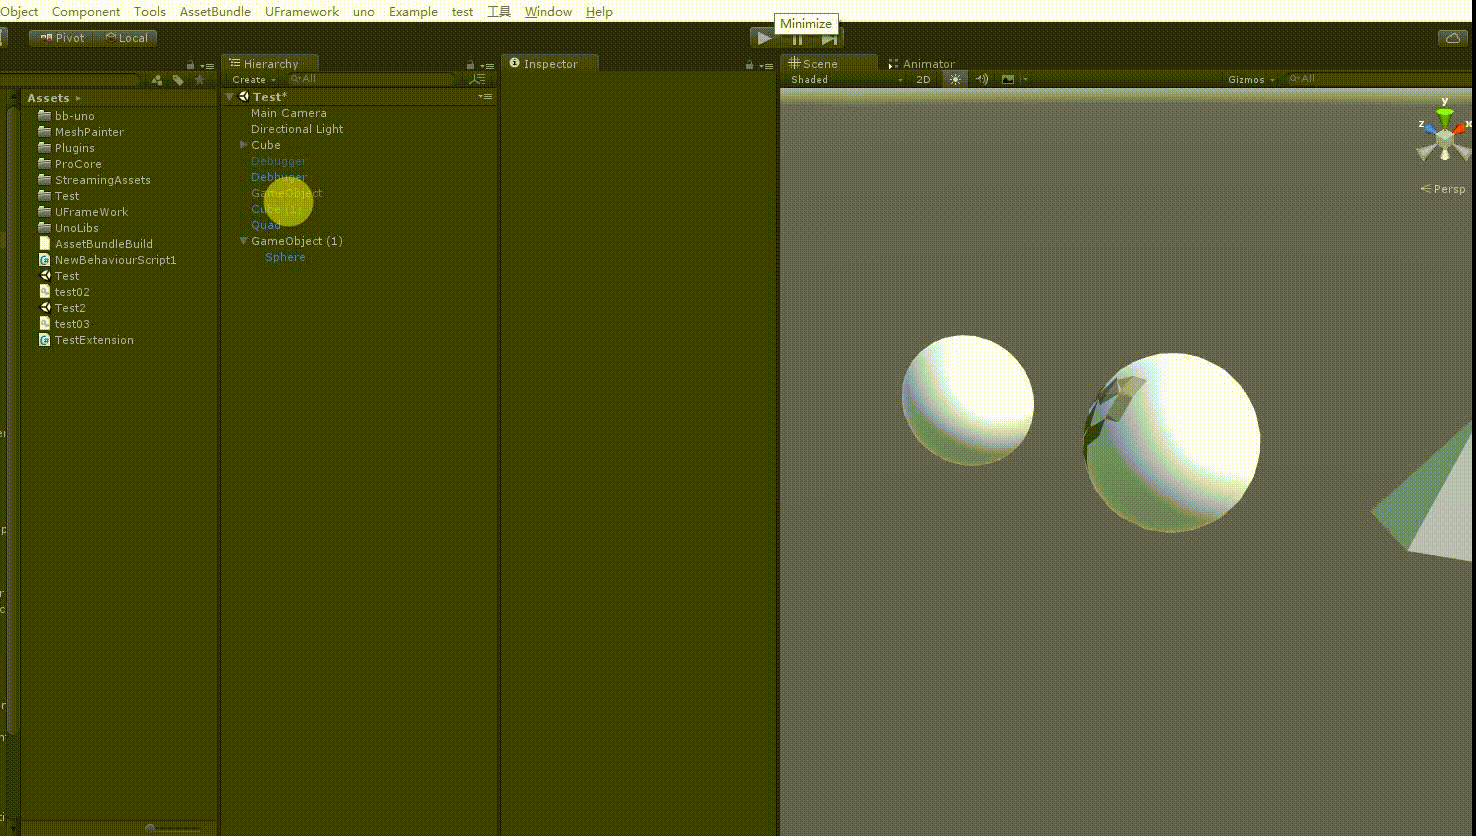 Object Component Tools AssetBundle UFramework uno Example test 工具 Window Help
Minimize
Pivot Local
Hierarchy
Create All
Inspector
Scene Animator
Shaded 2D Gizmos All
Assets
bb-uno
MeshPainter
Plugins
ProCore
StreamingAssets
Test
UFrameWork
UnoLibs
AssetBundleBuild
NewBehaviourScript1
Test
test02
Test2
test03
TestExtension
Test*
Main Camera
Directional Light
Cube
Debugger
Debbuger
GameObject
Cube (1)
Quad
GameObject (1)
Sphere
y
z x
Persp